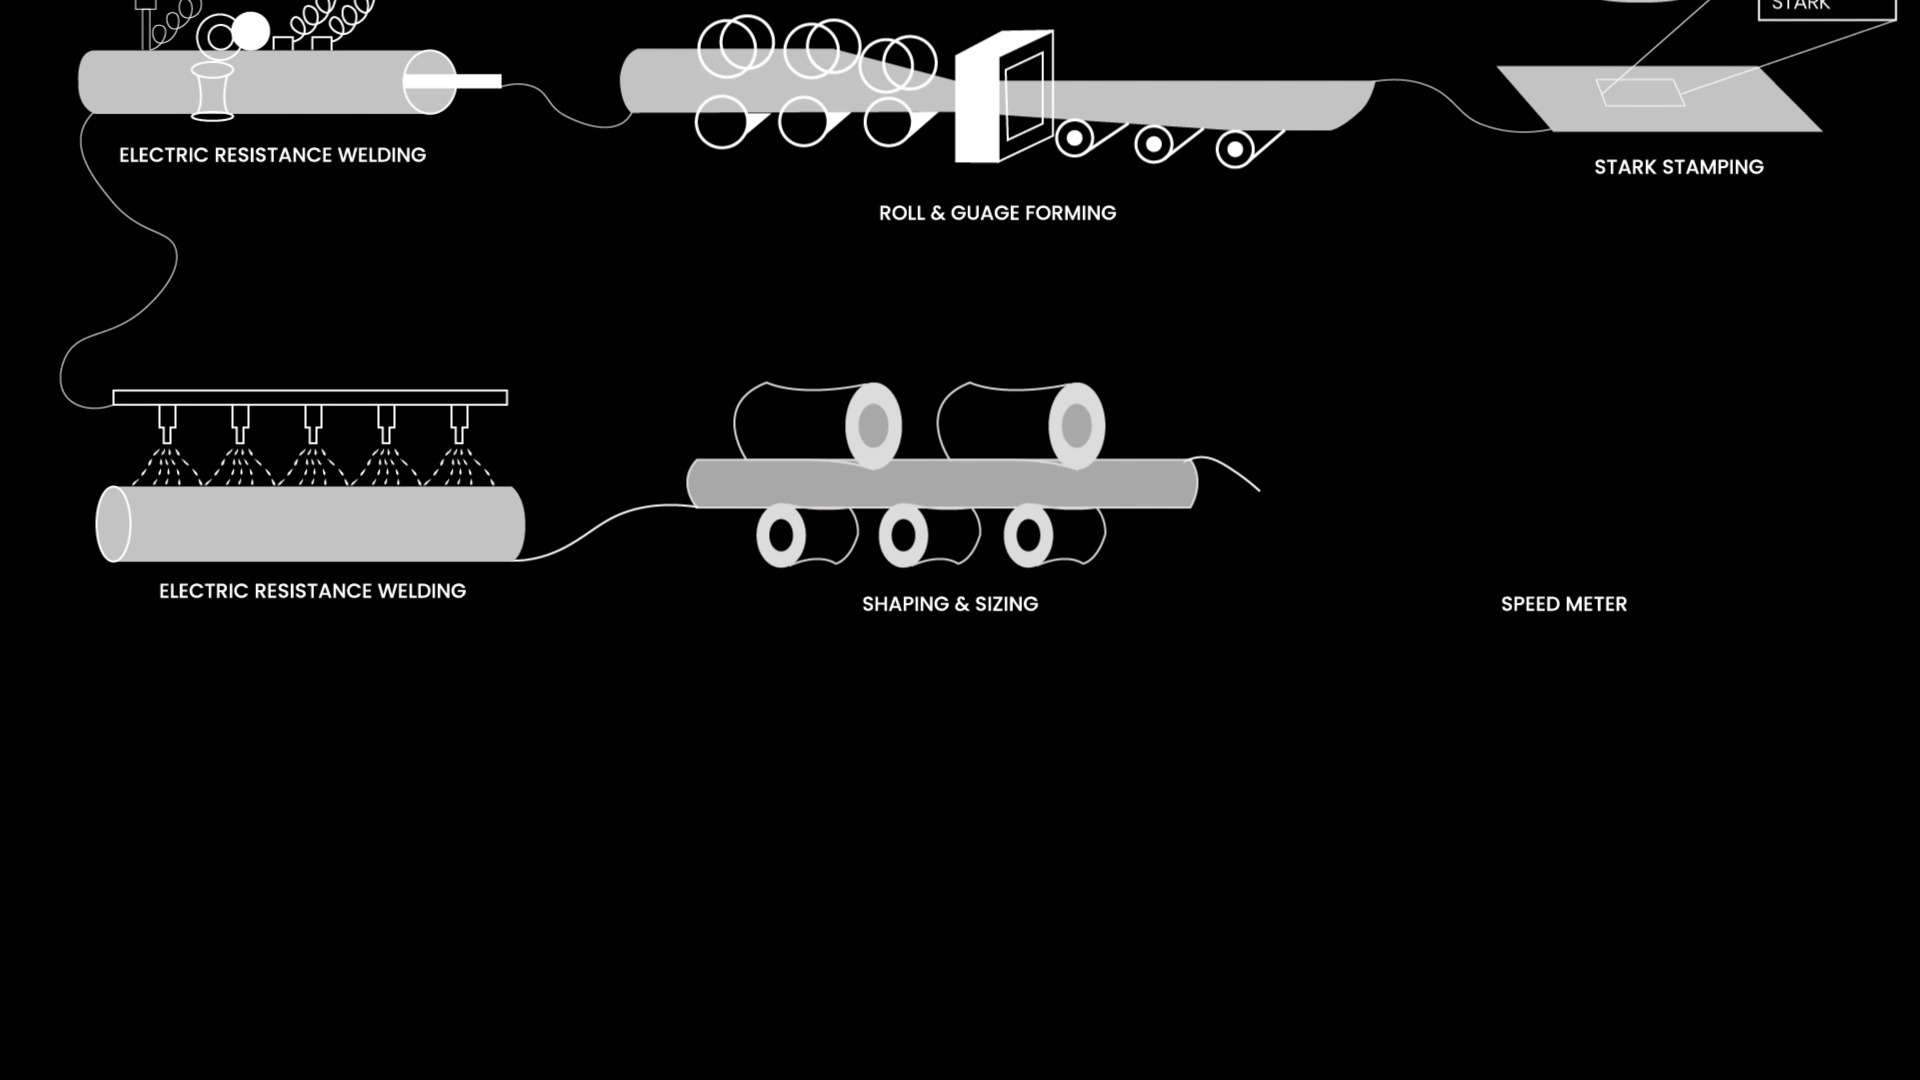 STARK
ELECTRIC RESISTANCE WELDING
STARK STAMPING
ROLL & GUAGE FORMING
ELECTRIC RESISTANCE WELDING
SHAPING & SIZING
SPEED METER